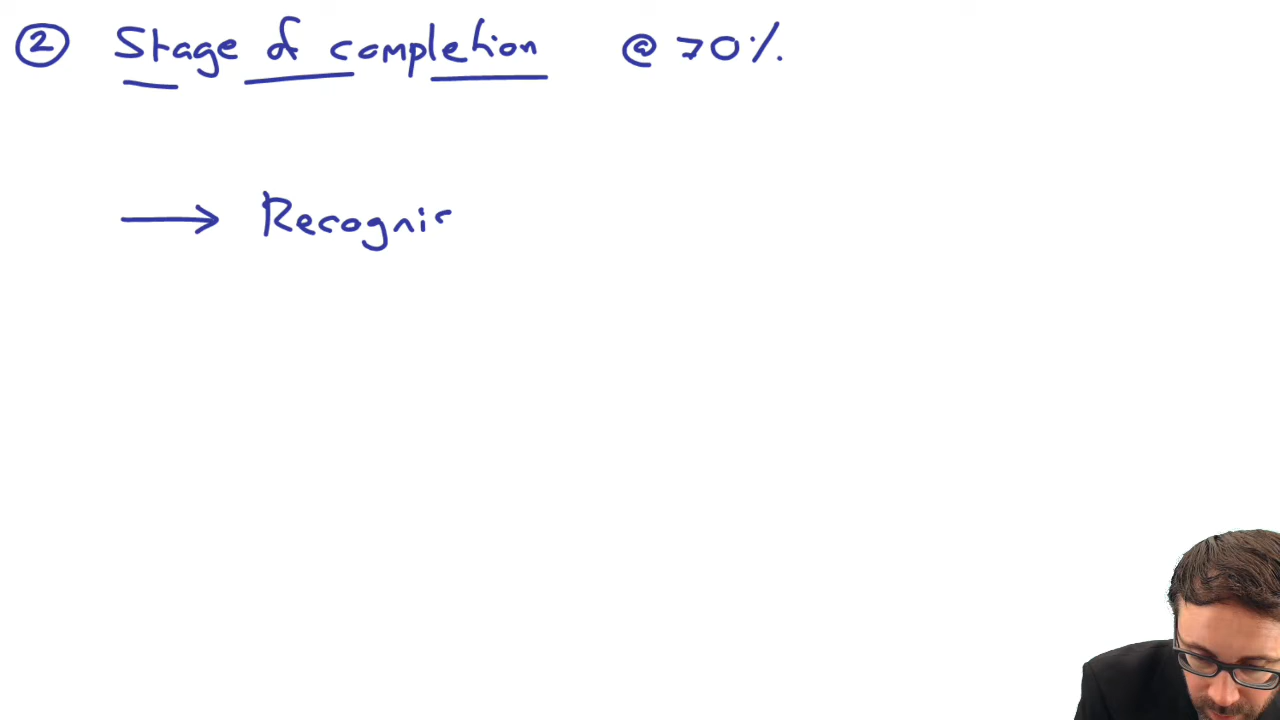 ② Stage of completion @ 70%.
→ Recognis